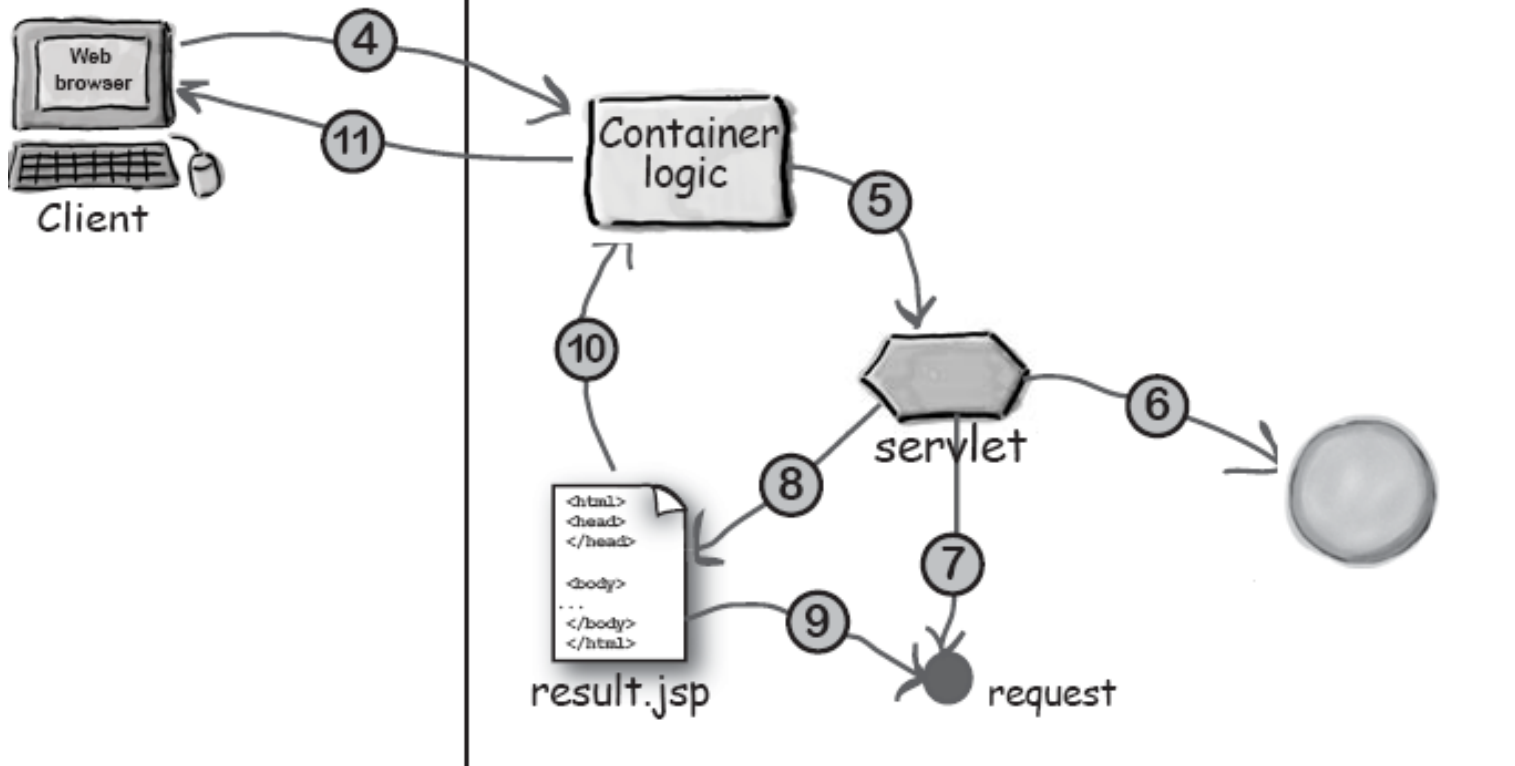 Web
browser
Client
4
11
Container
logic
5
10
servlet
6
8
7
<html>
<head>
</head>
<body>
...
</body>
</html>
9
result.jsp
request